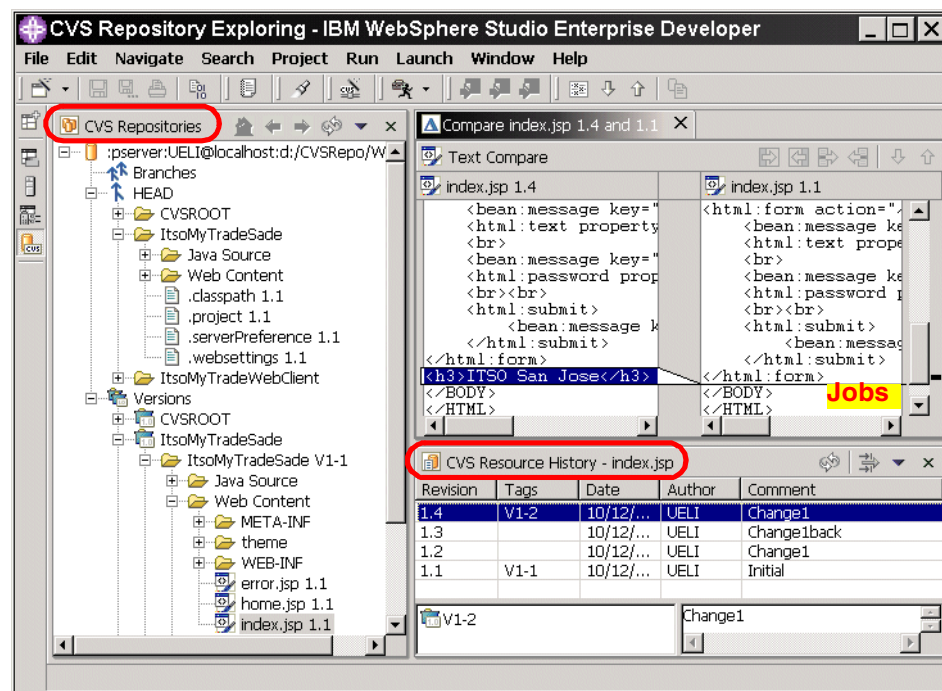 CVS Repository Exploring - IBM WebSphere Studio Enterprise Developer
File Edit Navigate Search Project Run Launch Window Help
CVS Repositories
:pserver:UELI@localhost:d:/CVSRepo/W
Branches
HEAD
CVSROOT
ItsoMyTradeSade
Java Source
Web Content
.classpath 1.1
.project 1.1
.serverPreference 1.1
.websettings 1.1
ItsoMyTradeWebClient
Versions
CVSROOT
ItsoMyTradeSade
ItsoMyTradeSade V1-1
Java Source
Web Content
META-INF
theme
WEB-INF
error.jsp 1.1
home.jsp 1.1
index.jsp 1.1
Compare index.jsp 1.4 and 1.1
Text Compare
index.jsp 1.4
<bean:message key="
<html:text property
<br>
<bean:message key="
<html:password prop
<br><br>
<html:submit>
<bean:message k
</html:submit>
</html:form>
<h3>ITSO San Jose</h3>
</BODY>
</HTML>
index.jsp 1.1
<html:form action="/
<bean:message ke
<html:text prope
<br>
<bean:message ke
<html:password p
<br><br>
<html:submit>
<bean:messag
</html:submit>
</html:form>
</BODY>
</HTML>
Jobs
CVS Resource History - index.jsp
Revision Tags Date Author Comment
1.4 V1-2 10/12/... UELI Change1
1.3 10/12/... UELI Change1back
1.2 10/12/... UELI Change1
1.1 V1-1 10/12/... UELI Initial
V1-2
Change1